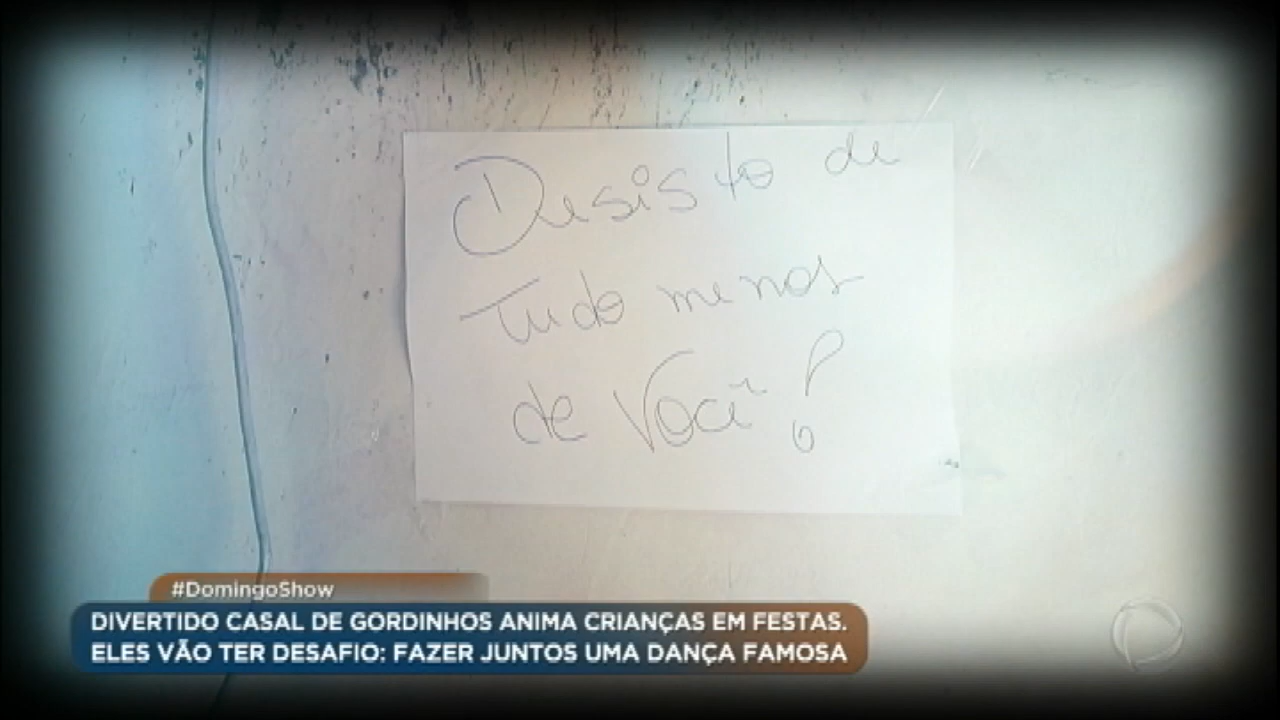 Desisto de
Tudo menos
de Você!
#DomingoShow
DIVERTIDO CASAL DE GORDINHOS ANIMA CRIANÇAS EM FESTAS.
ELES VÃO TER DESAFIO: FAZER JUNTOS UMA DANÇA FAMOSA